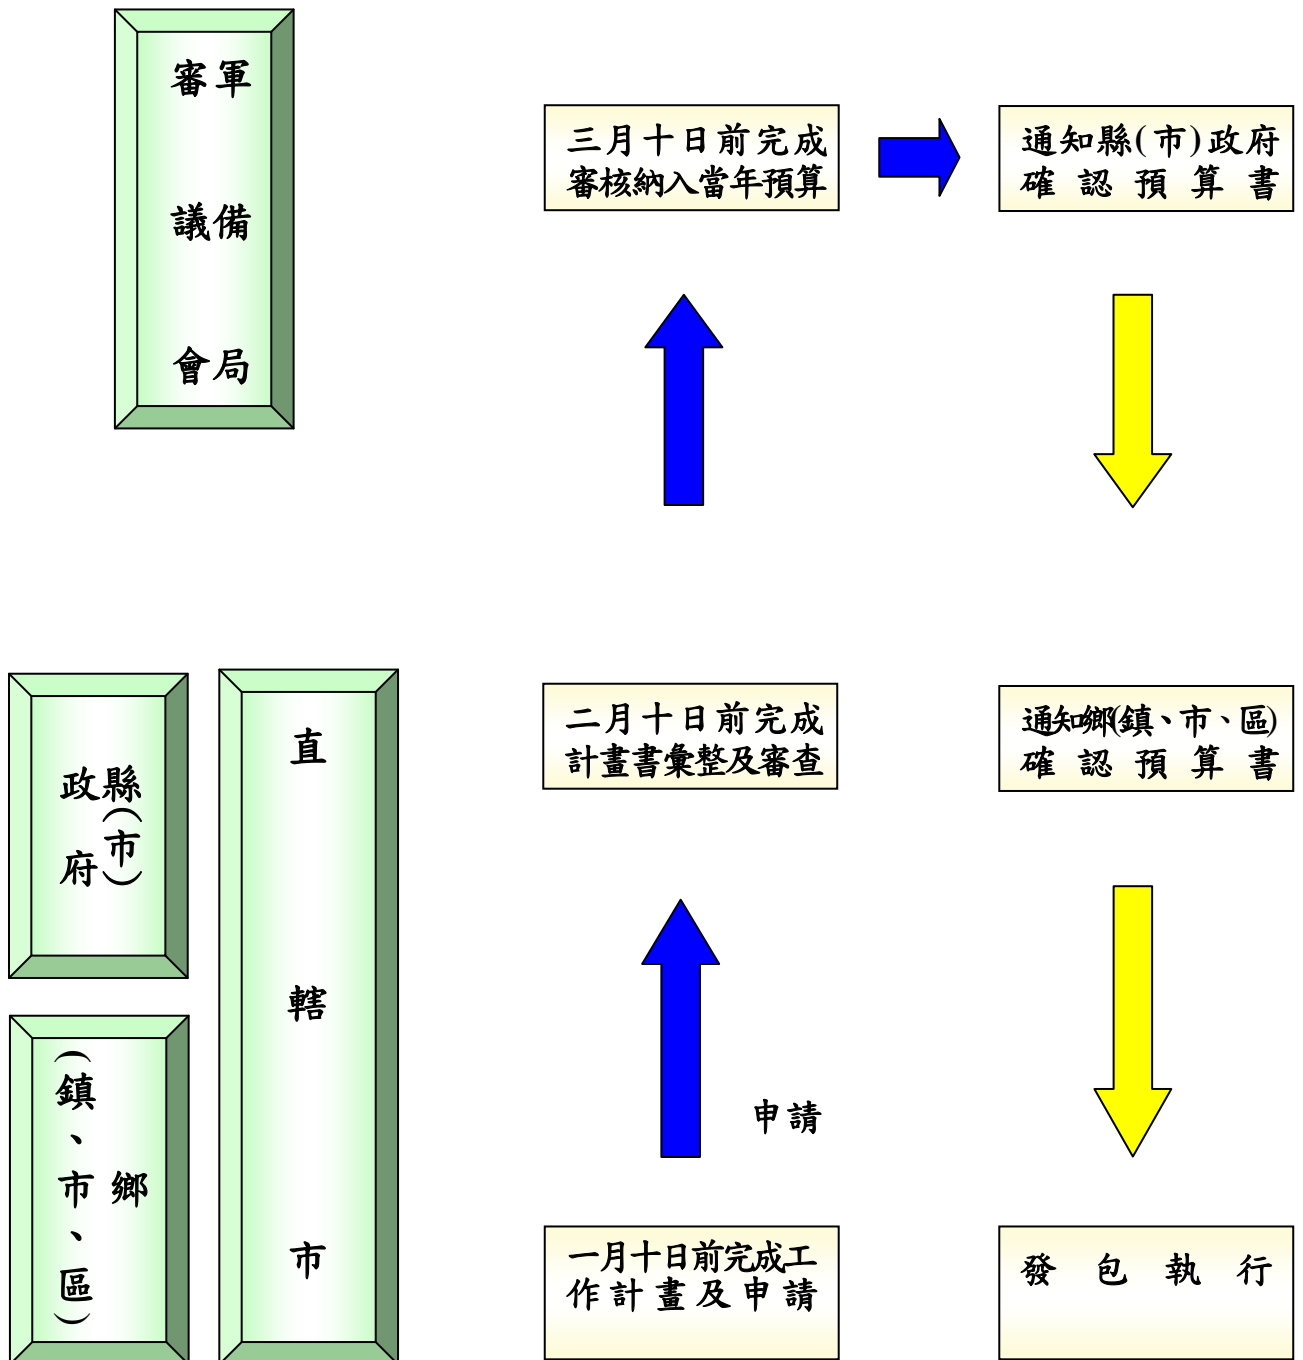 軍備局
審議會
三月十日前完成
審核納入當年預算
通知縣(市)政府
確認預算書
縣(市)
政府
直轄市
二月十日前完成
計畫書彙整及審查
通知鄉(鎮、市、區)
確認預算書
鄉
(鎮、市、區)
申請
一月十日前完成工
作計畫及申請
發包執行